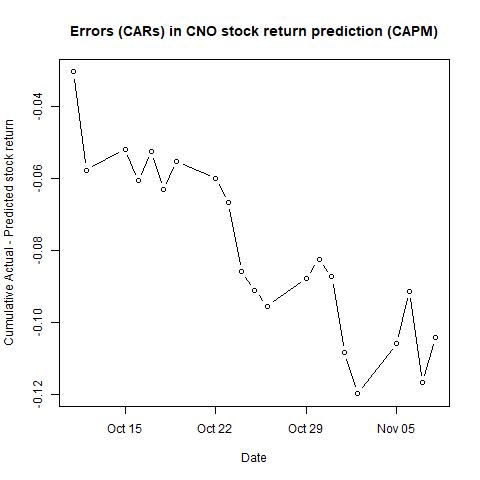 Errors (CARs) in CNO stock return prediction (CAPM)
Cumulative Actual - Predicted stock return
-0.04
-0.06
-0.08
-0.10
-0.12
Oct 15 Oct 22 Oct 29 Nov 05
Date